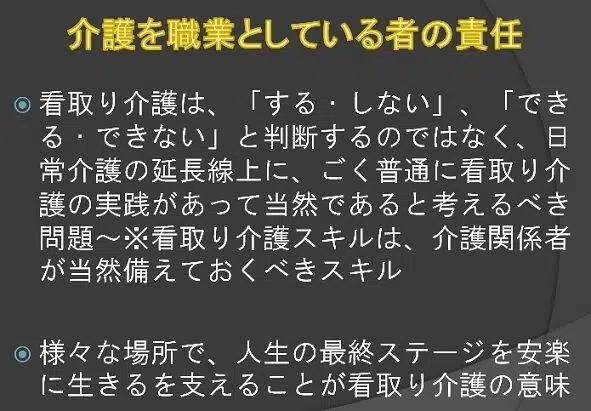 介護を職業としている者の責任
看取り介護は、「する・しない」、「でき
る・できない」と判断するのではなく、日
常介護の延長線上に、ごく普通に看取り介
護の実践があって当然であると考えるべき
問題～※看取り介護スキルは、介護関係者
が当然備えておくべきスキル
様々な場所で、人生の最終ステージを安楽
に生きるを支えることが看取り介護の意味